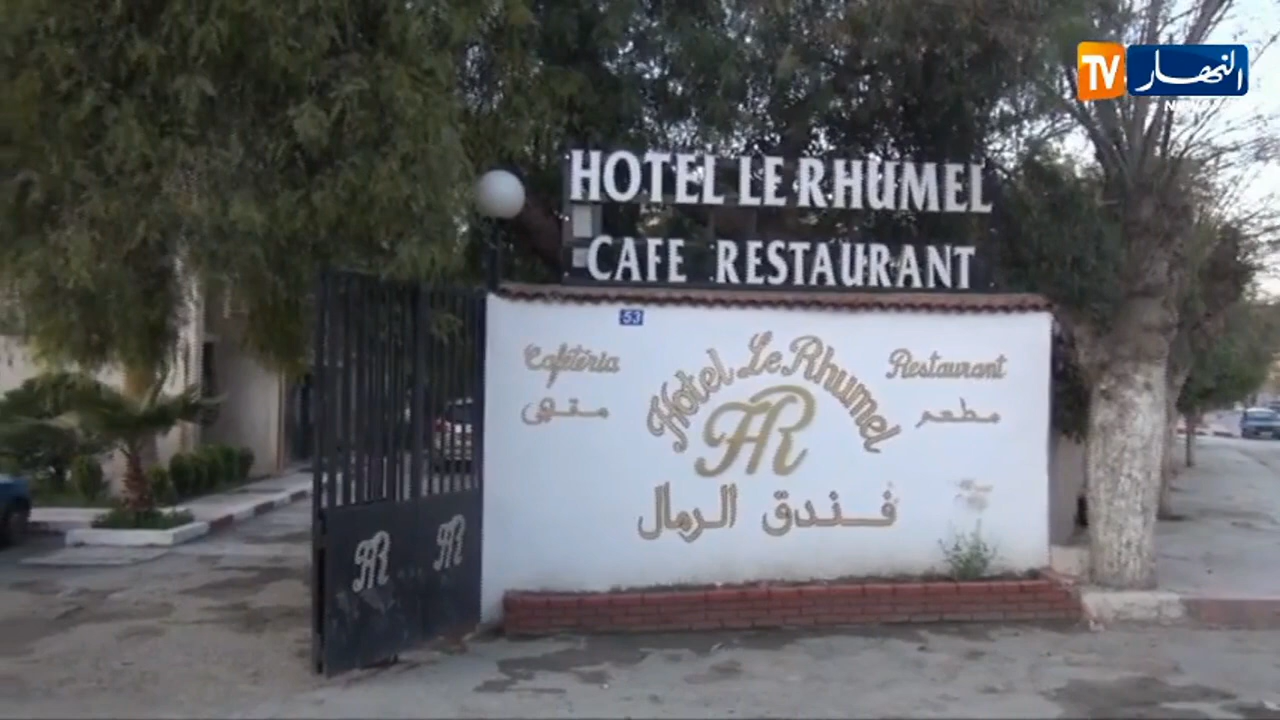 TV النهار
NEWS
HOTEL LE RHUMEL
CAFE RESTAURANT
53
Cafétéria
مقهى
Hotel Le Rhumel
HR
Restaurant
مطعم
فندق الرمال
HR HR